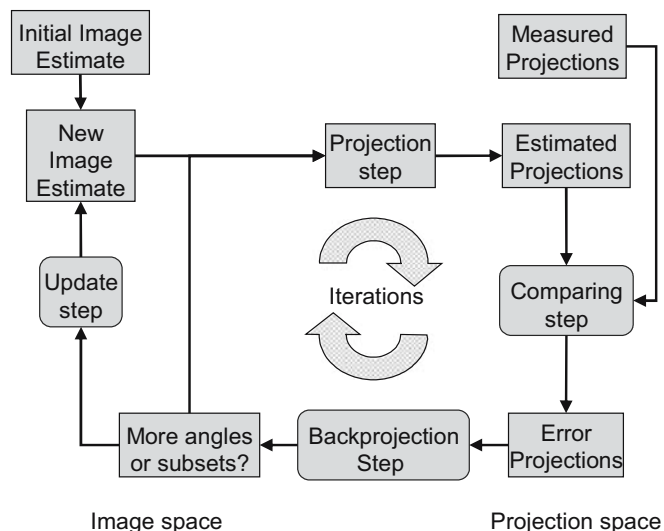 Initial Image
Estimate
Measured
Projections
New
Image
Estimate
Projection
step
Estimated
Projections
Update
step
Iterations
Comparing
step
More angles
or subsets?
Backprojection
Step
Error
Projections
Image space
Projection space